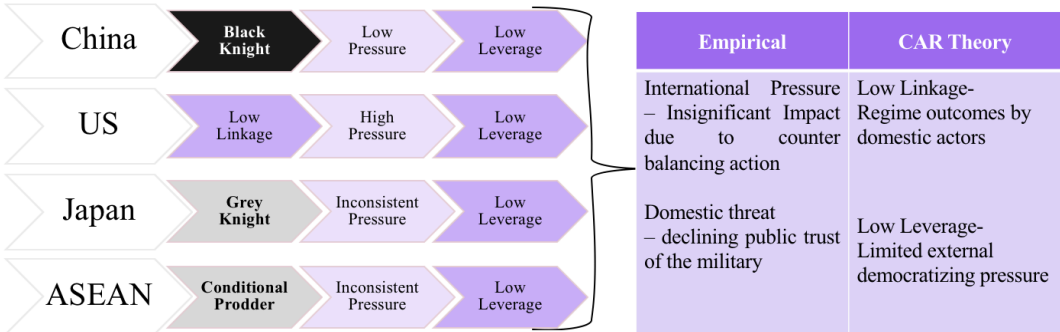 China
Black
Knight
Low
Pressure
Low
Leverage
US
Low
Linkage
High
Pressure
Low
Leverage
Japan
Grey
Knight
Inconsistent
Pressure
Low
Leverage
ASEAN
Conditional
Prodder
Inconsistent
Pressure
Low
Leverage
Empirical
CAR Theory
International Pressure
– Insignificant Impact
due to counter
balancing action
Low Linkage-
Regime outcomes by
domestic actors
Domestic threat
– declining public trust
of the military
Low Leverage-
Limited external
democratizing pressure